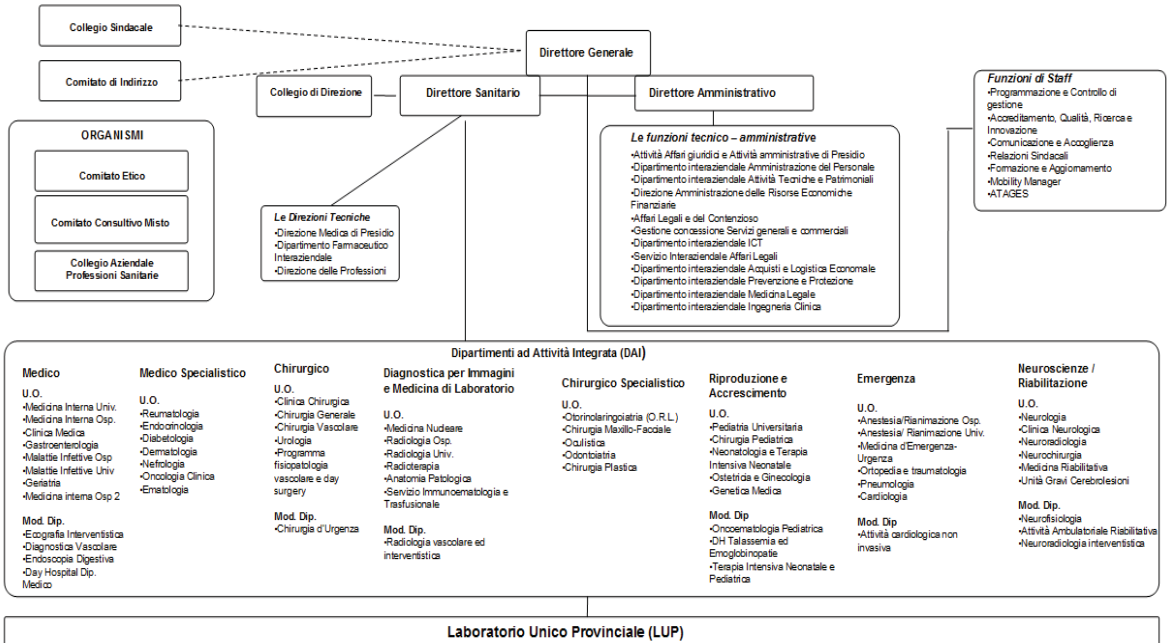 Collegio Sindacale
Comitato di Indirizzo
Direttore Generale
Collegio di Direzione
Direttore Sanitario
Direttore Amministrativo
Funzioni di Staff
•Programmazione e Controllo di
gestione
•Accreditamento, Qualità, Ricerca e
Innovazione
•Comunicazione e Accoglienza
•Relazioni Sindacali
•Formazione e Aggiornamento
•Mobility Manager
•ATAGES
ORGANISMI
Comitato Etico
Comitato Consultivo Misto
Collegio Aziendale
Professioni Sanitarie
Le Direzioni Tecniche
•Direzione Medica di Presidio
•Dipartimento Farmaceutico
Interaziendale
•Direzione delle Professioni
Le funzioni tecnico – amministrative
•Attività Affari giuridici e Attività amministrative di Presidio
•Dipartimento interaziendale Amministrazione del Personale
•Dipartimento interaziendale Attività Tecniche e Patrimoniali
•Direzione Amministrazione delle Risorse Economiche
Finanziarie
•Affari Legali e del Contenzioso
•Gestione concessione Servizi generali e commerciali
•Dipartimento interaziendale ICT
•Servizio Interaziendale Affari Legali
•Dipartimento interaziendale Acquisti e Logistica Economale
•Dipartimento interaziendale Prevenzione e Protezione
•Dipartimento interaziendale Medicina Legale
•Dipartimento interaziendale Ingegneria Clinica
Dipartimenti ad Attività Integrata (DAI)
Medico
U.O.
•Medicina Interna Univ.
•Medicina Interna Osp.
•Clinica Medica
•Gastroenterologia
•Malattie Infettive Osp
•Malattie Infettive Univ
•Geriatria
•Medicina interna Osp 2
Mod. Dip.
•Ecografia Interventistica
•Diagnostica Vascolare
•Endoscopia Digestiva
•Day Hospital Dip.
Medico
Medico Specialistico
U.O.
•Reumatologia
•Endocrinologia
•Diabetologia
•Dermatologia
•Nefrologia
•Oncologia Clinica
•Ematologia
Chirurgico
U.O.
•Clinica Chirurgica
•Chirurgia Generale
•Chirurgia Vascolare
•Urologia
•Programma
fisiopatologia
vascolare e day
surgery
Mod. Dip.
•Chirurgia d'Urgenza
Diagnostica per Immagini
e Medicina di Laboratorio
U.O.
•Medicina Nucleare
•Radiologia Osp.
•Radiologia Univ.
•Radioterapia
•Anatomia Patologica
•Servizio Immunoematologia e
Trasfusionale
Mod. Dip.
•Radiologia vascolare ed
interventistica
Chirurgico Specialistico
U.O.
•Otorinolaringoiatria (O.R.L.)
•Chirurgia Maxillo-Facciale
•Oculistica
•Odontoiatria
•Chirurgia Plastica
Riproduzione e
Accrescimento
U.O.
•Pediatria Universitaria
•Chirurgia Pediatrica
•Neonatologia e Terapia
Intensiva Neonatale
•Ostetricia e Ginecologia
•Genetica Medica
Mod. Dip
•Oncoematologia Pediatrica
•DH Talassemia ed
Emoglobinopatie
•Terapia Intensiva Neonatale e
Pediatrica
Emergenza
U.O.
•Anestesia/Rianimazione Osp.
•Anestesia/ Rianimazione Univ.
•Medicina d'Emergenza-
Urgenza
•Ortopedia e traumatologia
•Pneumologia
•Cardiologia
Mod. Dip
•Attività cardiologica non
invasiva
Neuroscienze /
Riabilitazione
U.O.
•Neurologia
•Clinica Neurologica
•Neuroradiologia
•Neurochirurgia
•Medicina Riabilitativa
•Unità Gravi Cerebrolesioni
Mod. Dip.
•Neurofisiologia
•Attività Ambulatoriale Riabilitativa
•Neuroradiologia interventistica
Laboratorio Unico Provinciale (LUP)